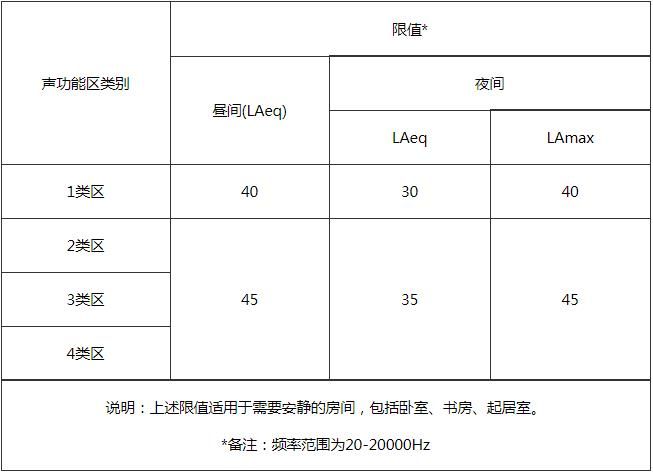 限值*
声功能区类别
昼间(LAeq)
夜间
LAeq
LAmax
1类区
40
30
40
2类区
3类区
45
35
45
4类区
说明：上述限值适用于需要安静的房间，包括卧室、书房、起居室。
*备注：频率范围为20-20000Hz